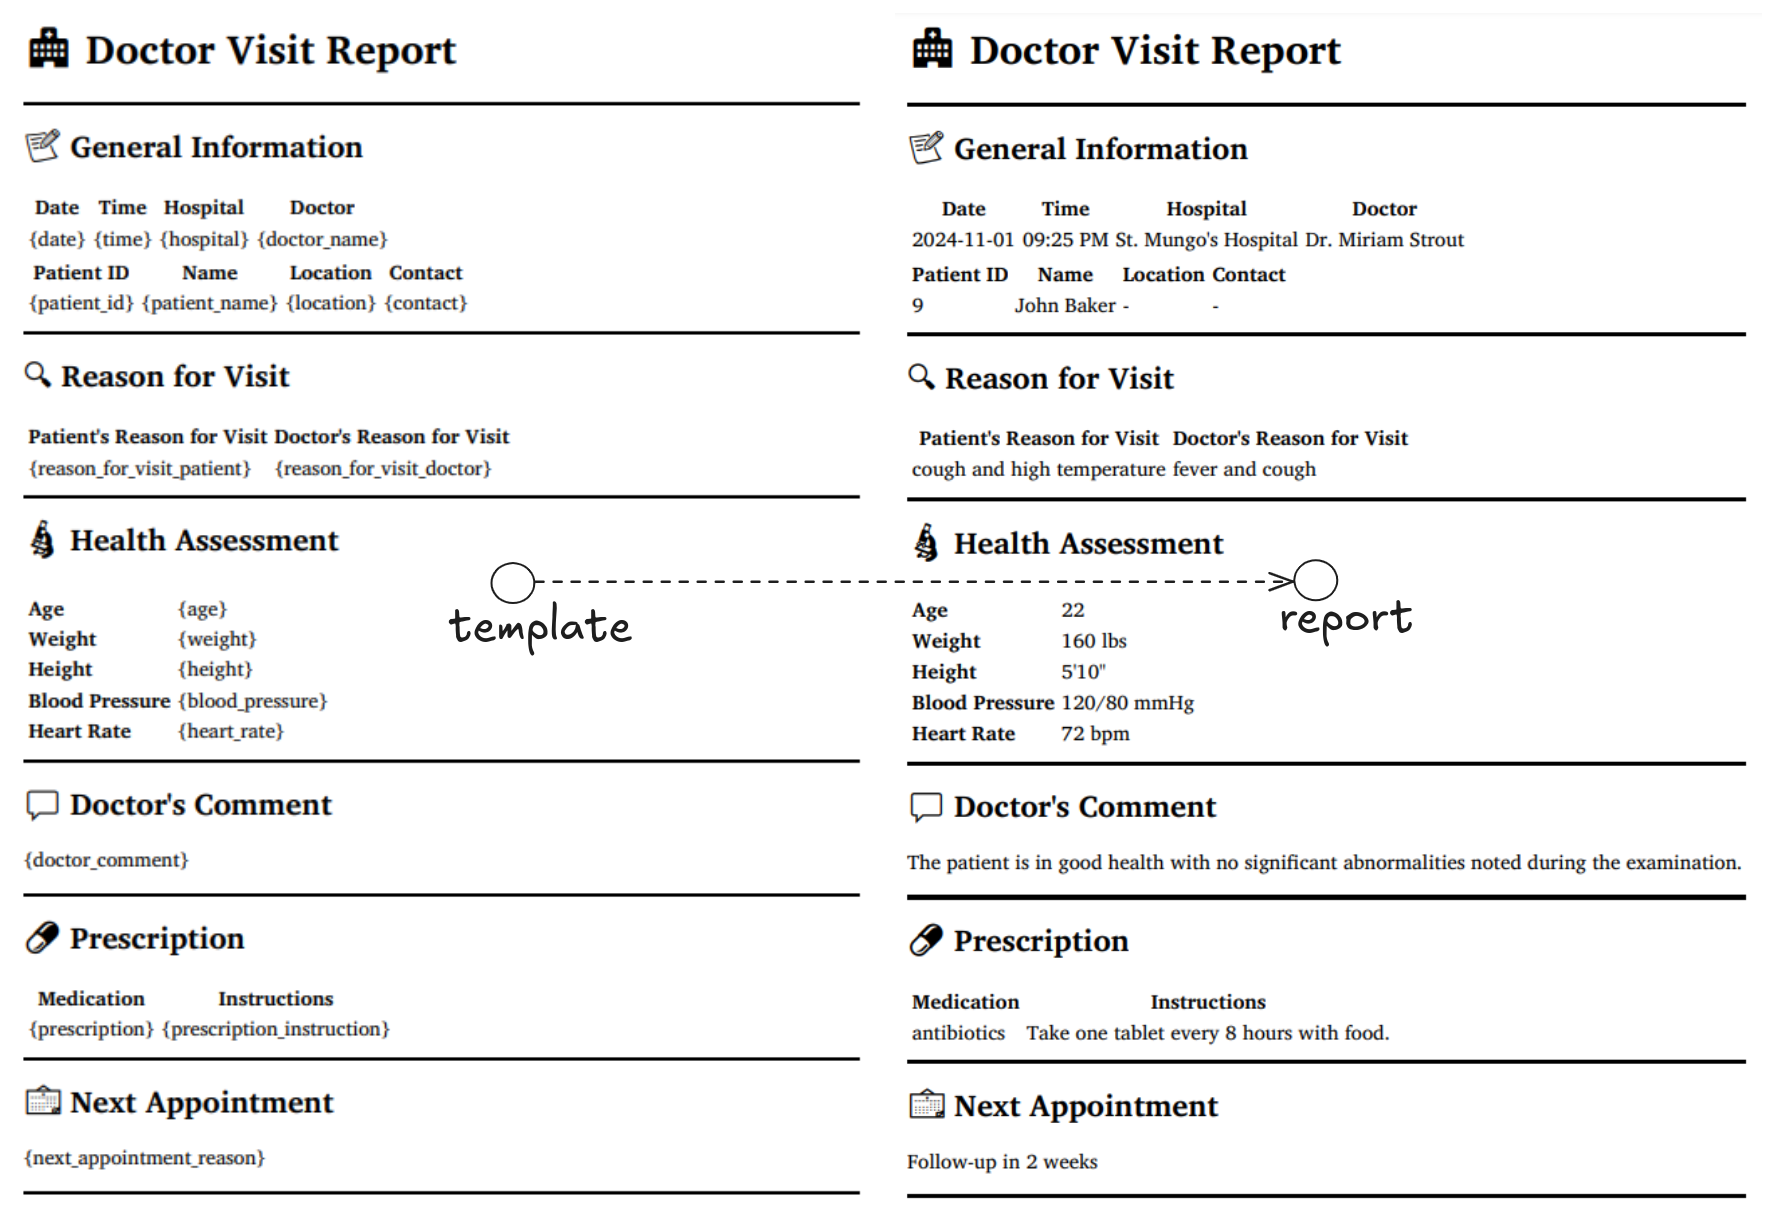 Doctor Visit Report
General Information
Date Time Hospital Doctor
{date} {time} {hospital} {doctor_name}
Patient ID Name Location Contact
{patient_id} {patient_name} {location} {contact}
Reason for Visit
Patient's Reason for Visit Doctor's Reason for Visit
{reason_for_visit_patient} {reason_for_visit_doctor}
Health Assessment
Age {age}
Weight {weight}
Height {height}
Blood Pressure {blood_pressure}
Heart Rate {heart_rate}
template
Doctor's Comment
{doctor_comment}
Prescription
Medication Instructions
{prescription} {prescription_instruction}
Next Appointment
{next_appointment_reason}
Doctor Visit Report
General Information
Date Time Hospital Doctor
2024-11-01 09:25 PM St. Mungo's Hospital Dr. Miriam Strout
Patient ID Name Location Contact
9 John Baker - -
Reason for Visit
Patient's Reason for Visit Doctor's Reason for Visit
cough and high temperature fever and cough
Health Assessment
Age 22
Weight 160 lbs
Height 5'10"
Blood Pressure 120/80 mmHg
Heart Rate 72 bpm
report
Doctor's Comment
The patient is in good health with no significant abnormalities noted during the examination.
Prescription
Medication Instructions
antibiotics Take one tablet every 8 hours with food.
Next Appointment
Follow-up in 2 weeks